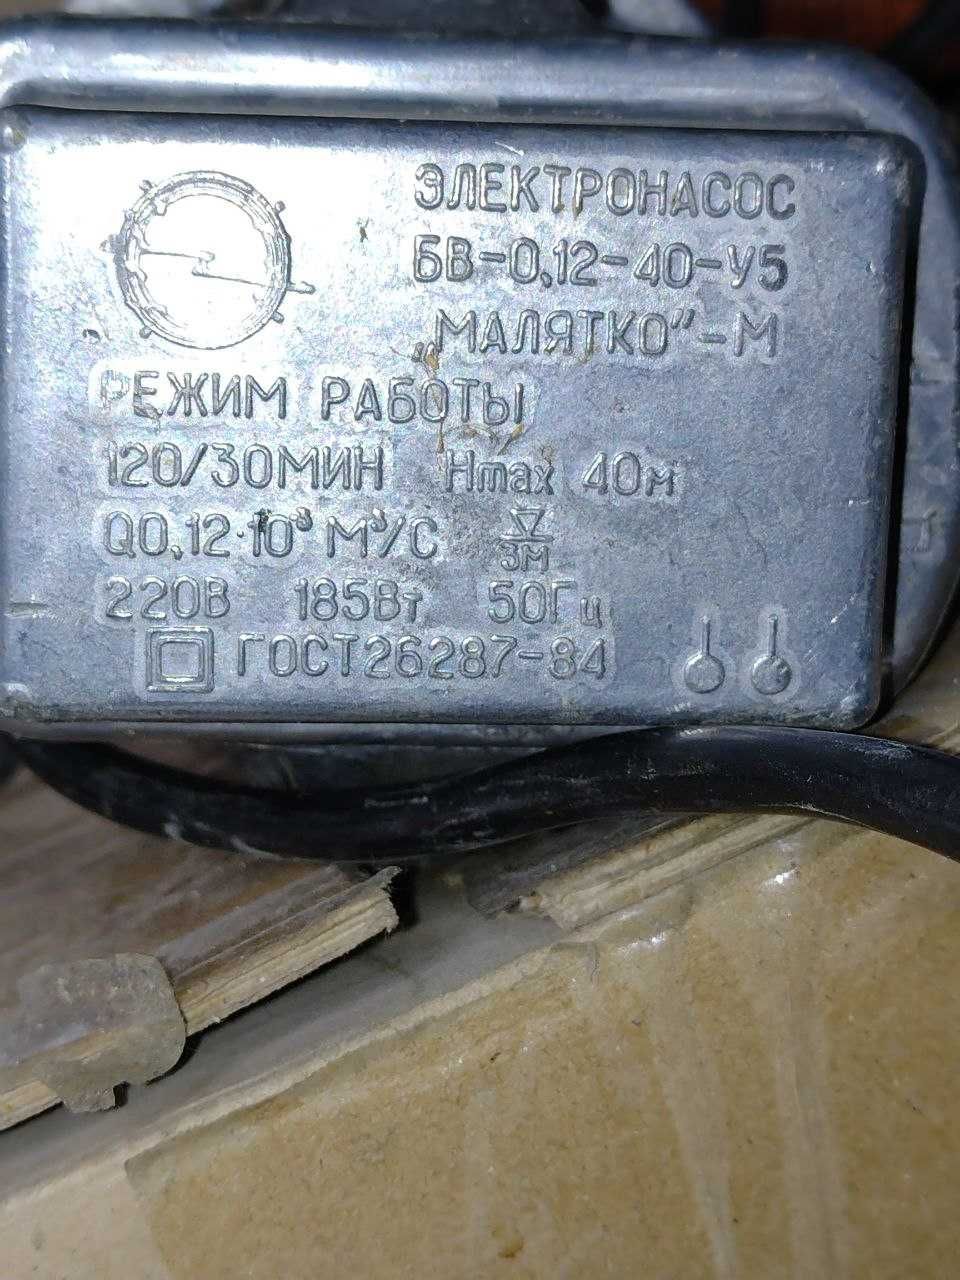 ЭЛЕКТРОНАСОС
БВ-0,12-40-У5
„МАЛЯТКО”-М
РЕЖИМ РАБОТЫ
120/30МИН Hmax 40м
Q0,12·10³ М³/С 3М
220В 185Вт 50Гц
ГОСТ26287-84